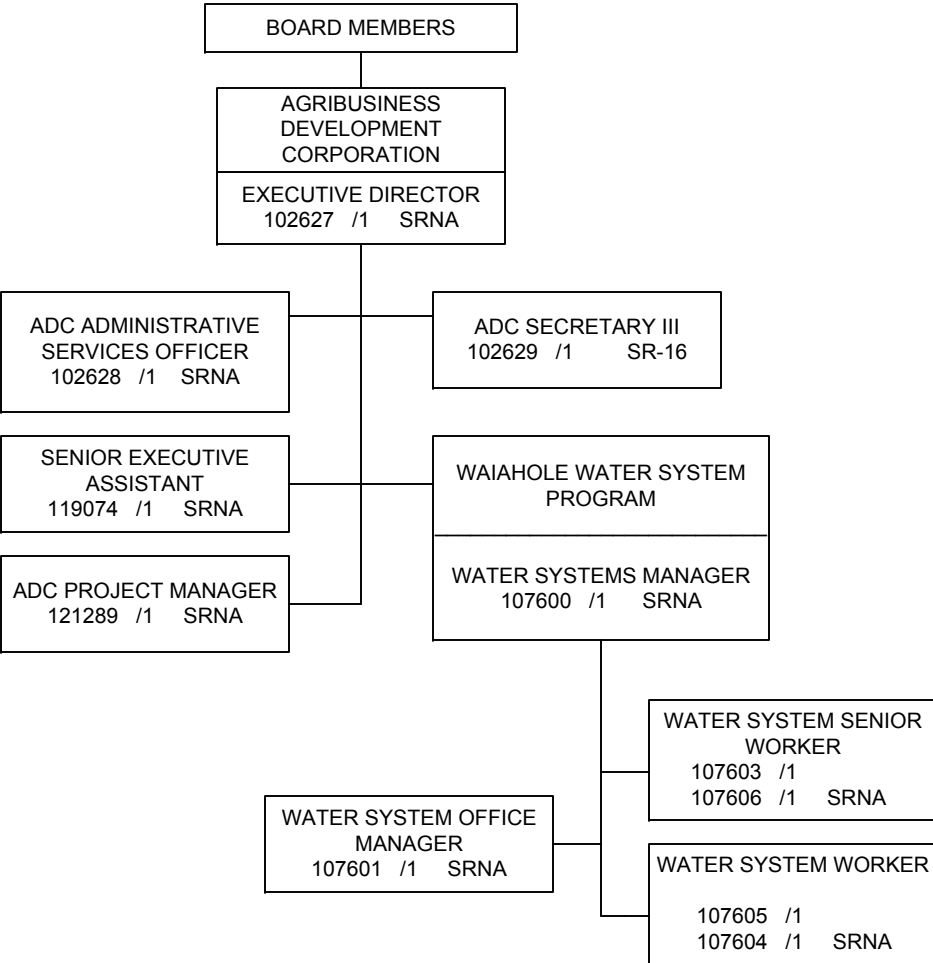 BOARD MEMBERS
AGRIBUSINESS
DEVELOPMENT
CORPORATION
EXECUTIVE DIRECTOR
102627 /1 SRNA
ADC ADMINISTRATIVE
SERVICES OFFICER
102628 /1 SRNA
ADC SECRETARY III
102629 /1 SR-16
SENIOR EXECUTIVE
ASSISTANT
119074 /1 SRNA
WAIAHOLE WATER SYSTEM
PROGRAM
WATER SYSTEMS MANAGER
107600 /1 SRNA
ADC PROJECT MANAGER
121289 /1 SRNA
WATER SYSTEM SENIOR
WORKER
107603 /1
107606 /1 SRNA
WATER SYSTEM OFFICE
MANAGER
107601 /1 SRNA
WATER SYSTEM WORKER
107605 /1
107604 /1 SRNA